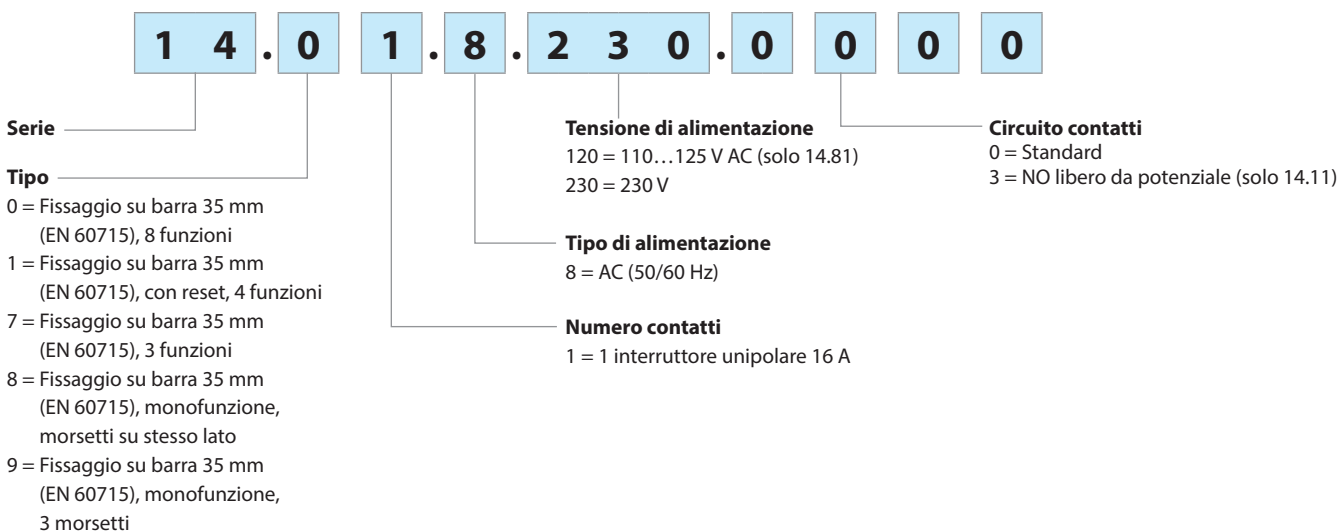 1 4 . 0 1 . 8 . 2 3 0 . 0 0 0 0
Serie
Tipo
0 = Fissaggio su barra 35 mm
(EN 60715), 8 funzioni
1 = Fissaggio su barra 35 mm
(EN 60715), con reset, 4 funzioni
7 = Fissaggio su barra 35 mm
(EN 60715), 3 funzioni
8 = Fissaggio su barra 35 mm
(EN 60715), monofunzione,
morsetti su stesso lato
9 = Fissaggio su barra 35 mm
(EN 60715), monofunzione,
3 morsetti
Tensione di alimentazione
120 = 110…125 V AC (solo 14.81)
230 = 230 V
Tipo di alimentazione
8 = AC (50/60 Hz)
Numero contatti
1 = 1 interruttore unipolare 16 A
Circuito contatti
0 = Standard
3 = NO libero da potenziale (solo 14.11)